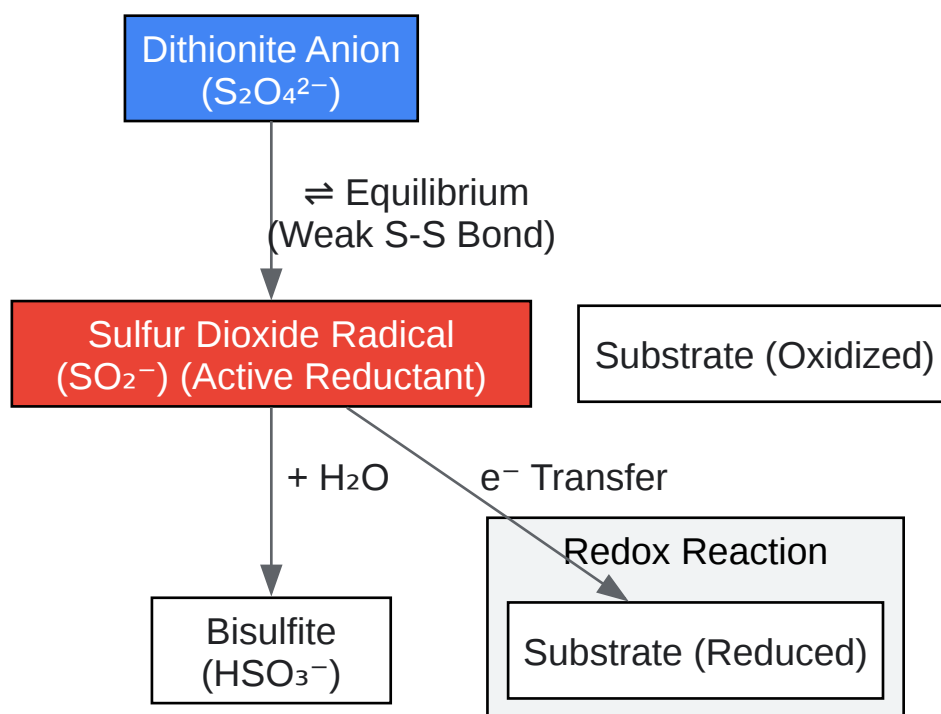 Dithionite Anion
(S₂O₄²⁻)
⇌ Equilibrium
(Weak S-S Bond)
Sulfur Dioxide Radical
(SO₂⁻) (Active Reductant)
Substrate (Oxidized)
+ H₂O
e⁻ Transfer
Redox Reaction
Bisulfite
(HSO₃⁻)
Substrate (Reduced)